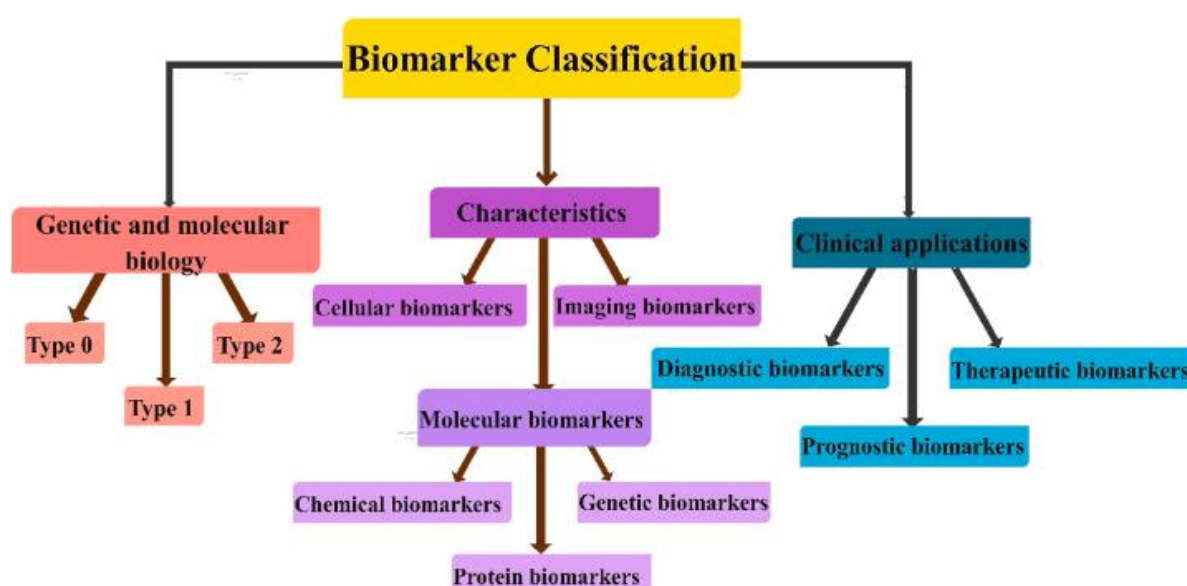 Biomarker Classification
Genetic and molecular
biology
Type 0
Type 1
Type 2
Characteristics
Cellular biomarkers
Imaging biomarkers
Molecular biomarkers
Chemical biomarkers
Genetic biomarkers
Protein biomarkers
Clinical applications
Diagnostic biomarkers
Therapeutic biomarkers
Prognostic biomarkers